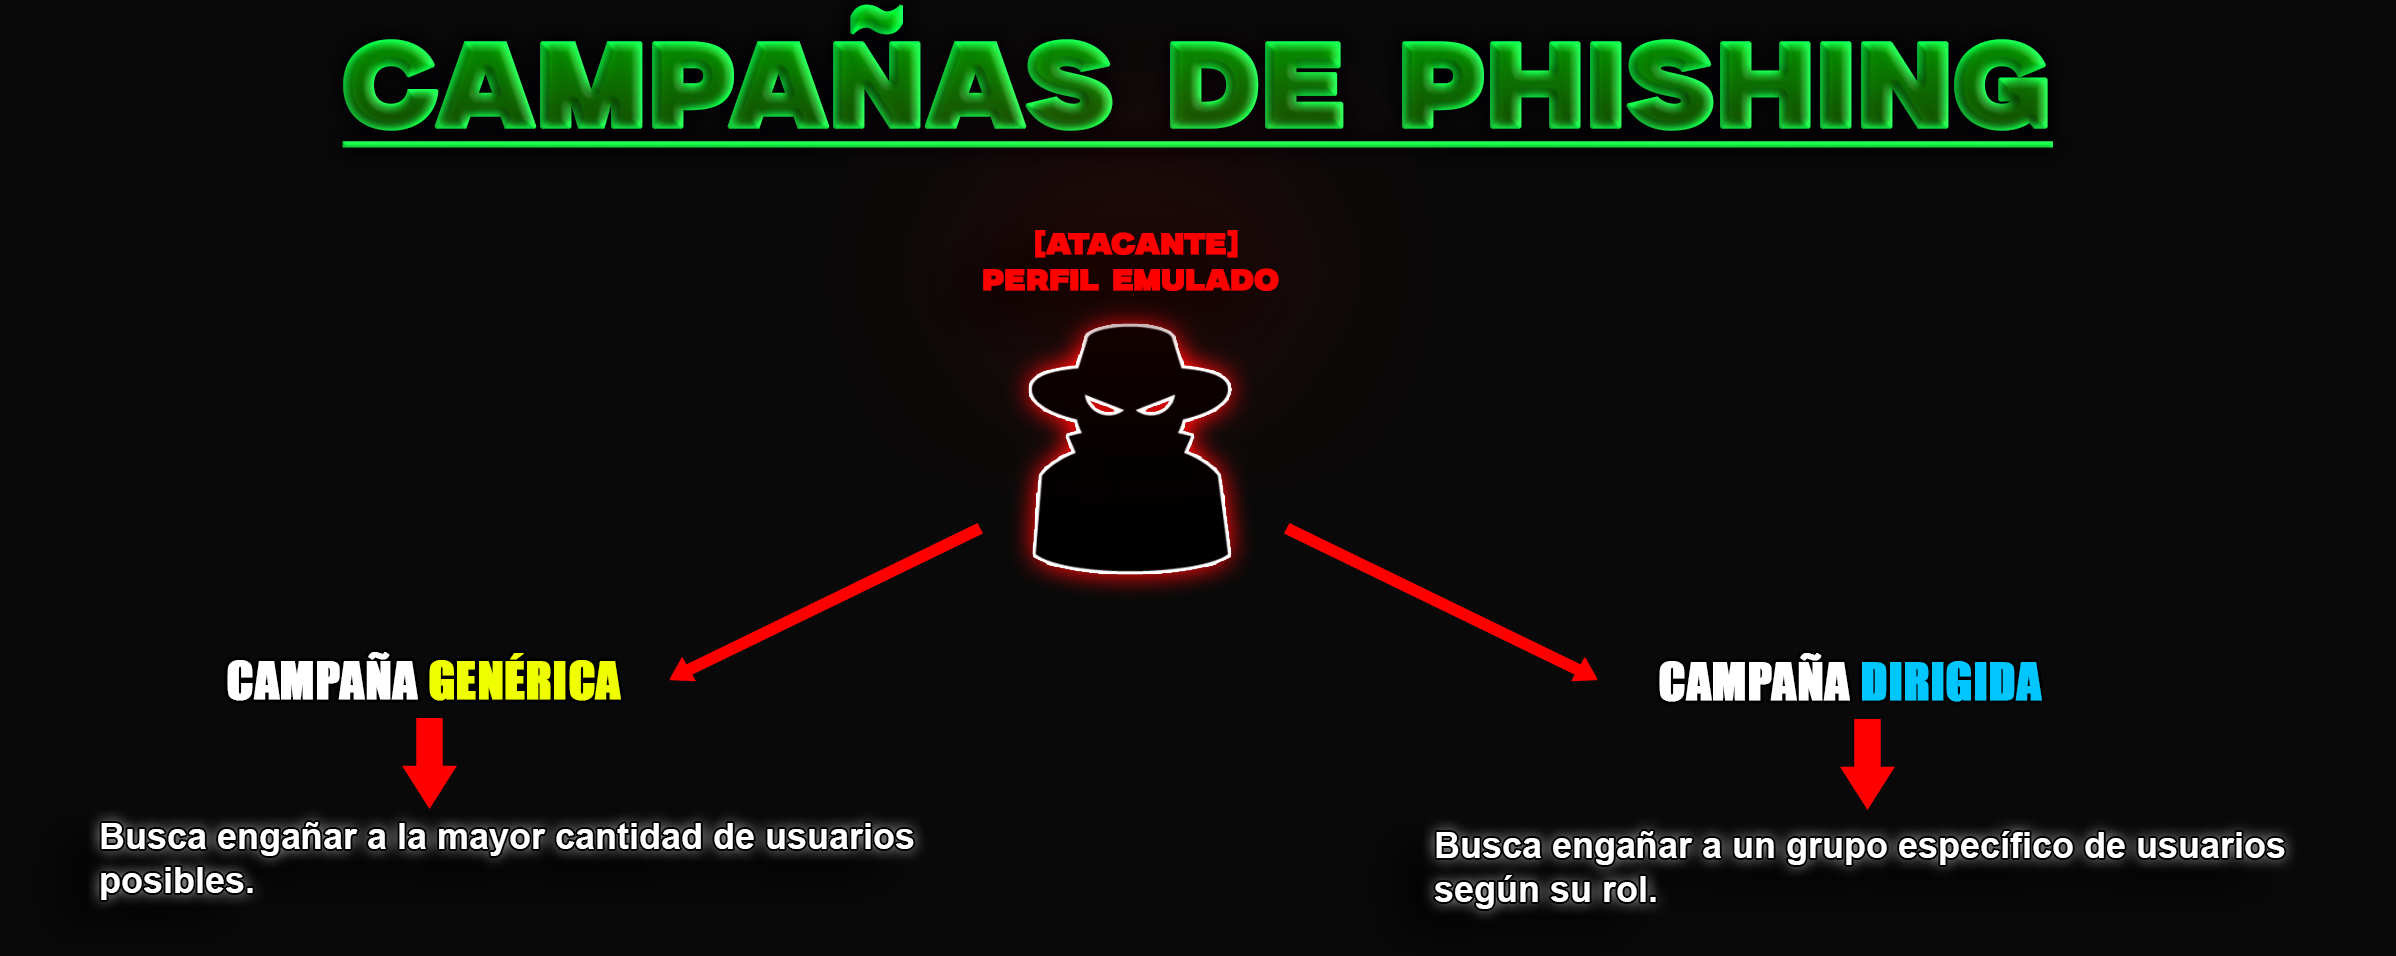 CAMPAÑAS DE PHISHING
[ATACANTE]
PERFIL EMULADO
CAMPAÑA GENÉRICA
Busca engañar a la mayor cantidad de usuarios
posibles.
CAMPAÑA DIRIGIDA
Busca engañar a un grupo específico de usuarios
según su rol.